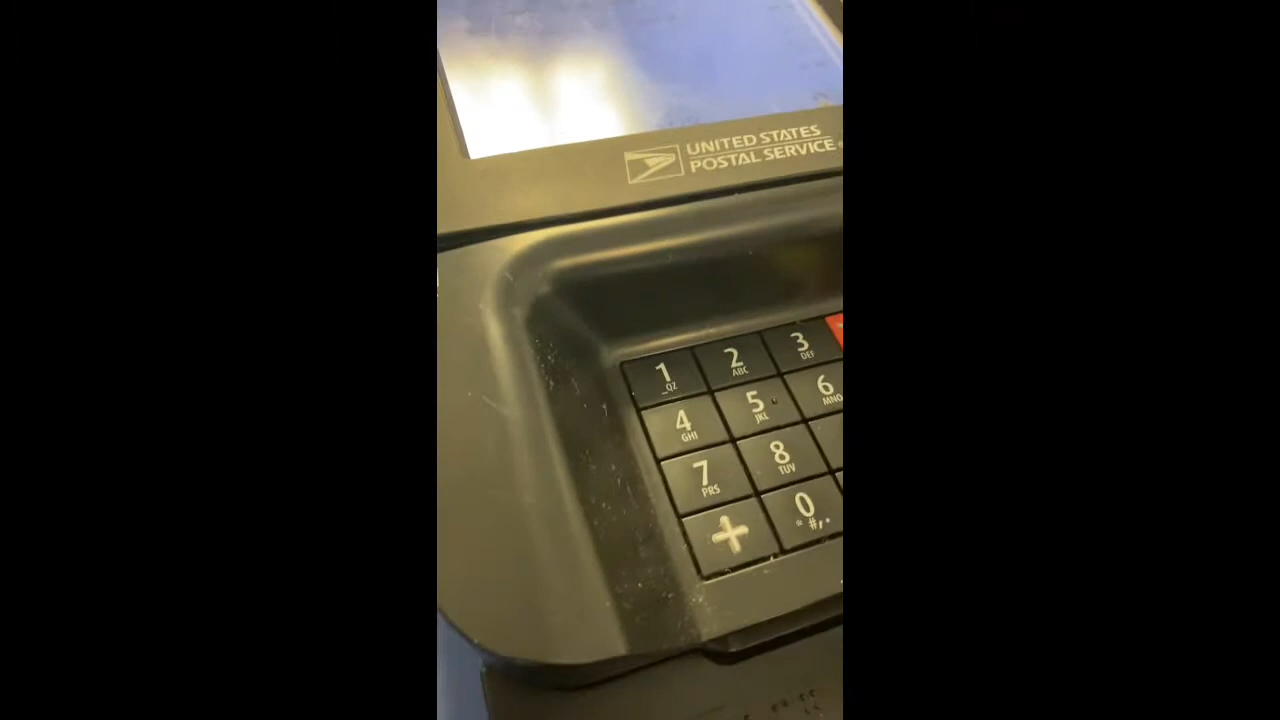 UNITED STATES
POSTAL SERVICE
1 2 3
_QZ ABC DEF
4 5 6
GHI JKL MNO
7 8
PRS TUV
+ 0
* #,.